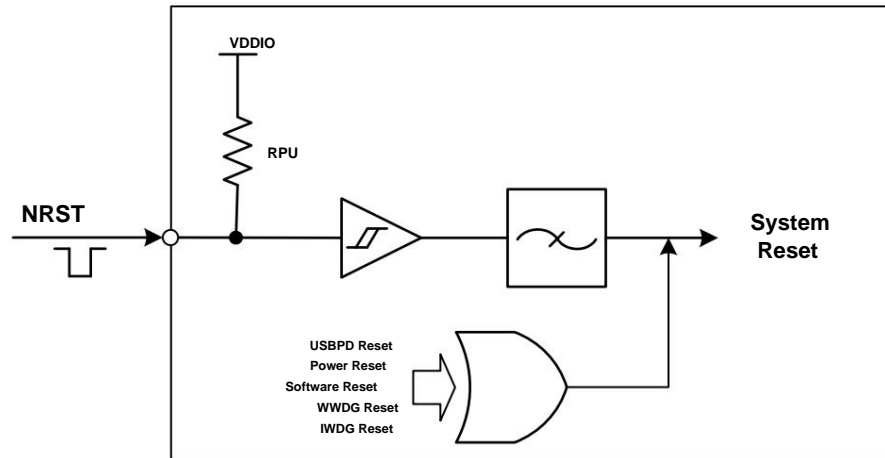 VDDIO
RPU
NRST
System
Reset
USBPD Reset
Power Reset
Software Reset
WWDG Reset
IWDG Reset